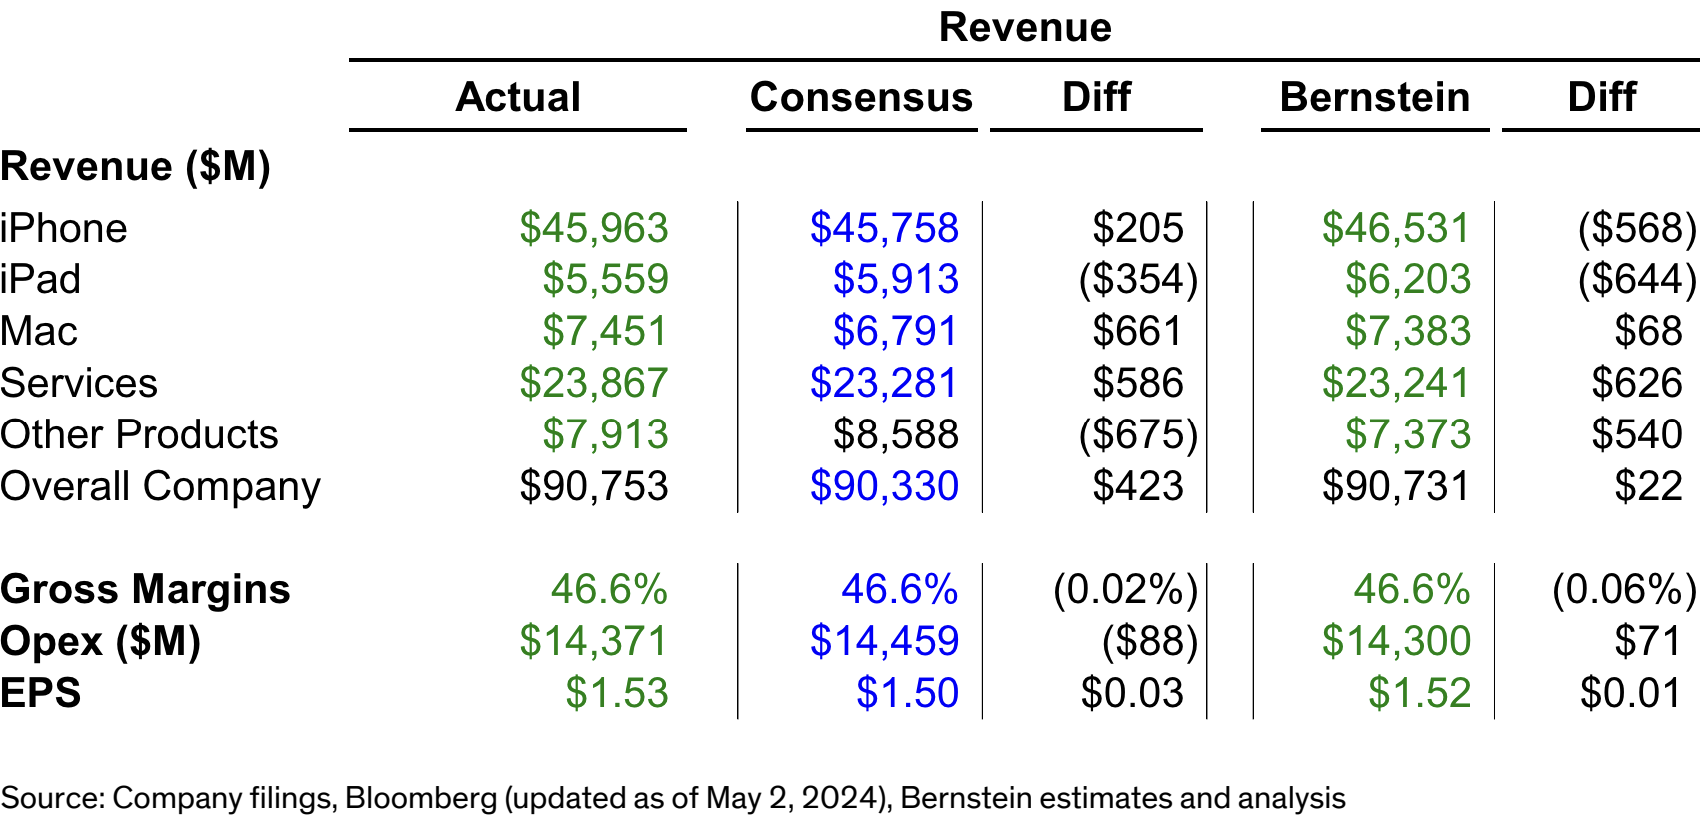 Revenue
Actual Consensus Diff Bernstein Diff
Revenue ($M)
iPhone $45,963 $45,758 $205 $46,531 ($568)
iPad $5,559 $5,913 ($354) $6,203 ($644)
Mac $7,451 $6,791 $661 $7,383 $68
Services $23,867 $23,281 $586 $23,241 $626
Other Products $7,913 $8,588 ($675) $7,373 $540
Overall Company $90,753 $90,330 $423 $90,731 $22
Gross Margins 46.6% 46.6% (0.02%) 46.6% (0.06%)
Opex ($M) $14,371 $14,459 ($88) $14,300 $71
EPS $1.53 $1.50 $0.03 $1.52 $0.01
Source: Company filings, Bloomberg (updated as of May 2, 2024), Bernstein estimates and analysis